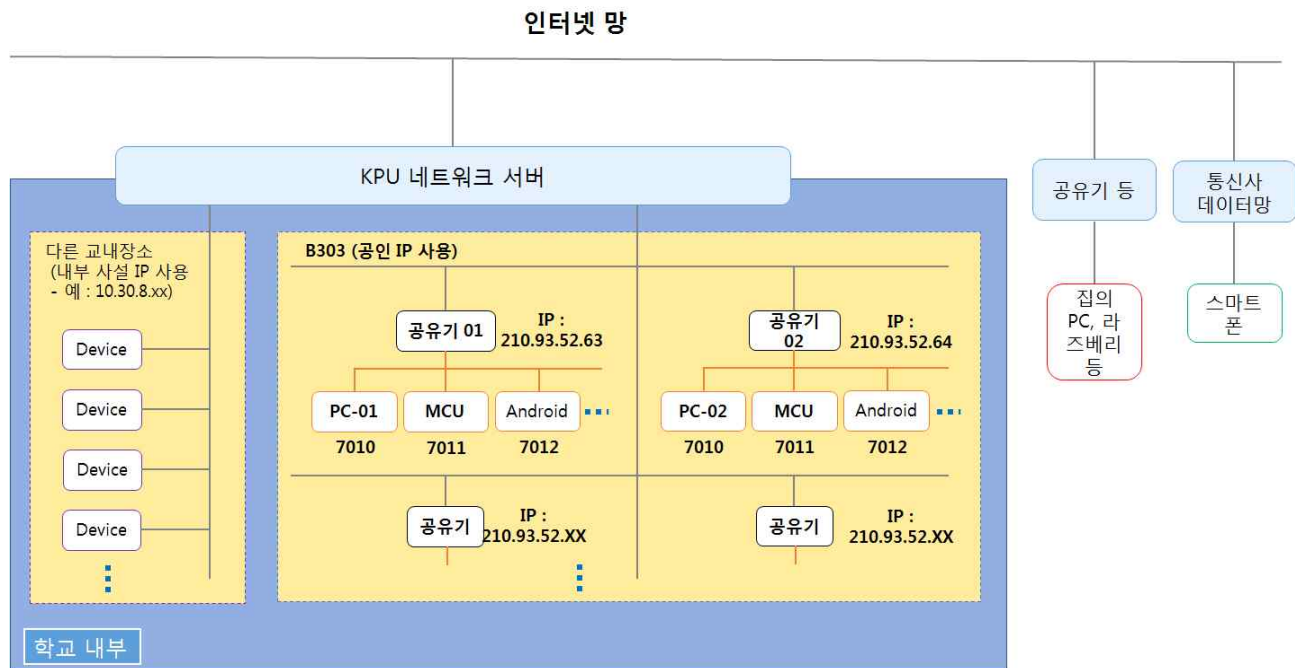 인터넷 망
KPU 네트워크 서버
공유기 등
통신사
데이터망
다른 교내장소
(내부 사설 IP 사용
- 예 : 10.30.8.xx)
Device
Device
Device
Device
B303 (공인 IP 사용)
공유기 01
IP :
210.93.52.63
PC-01
MCU
Android
7010
7011
7012
공유기
02
IP :
210.93.52.64
PC-02
MCU
Android
7010
7011
7012
공유기
IP :
210.93.52.XX
공유기
IP :
210.93.52.XX
집의
PC, 라
즈베리
등
스마트
폰
학교 내부